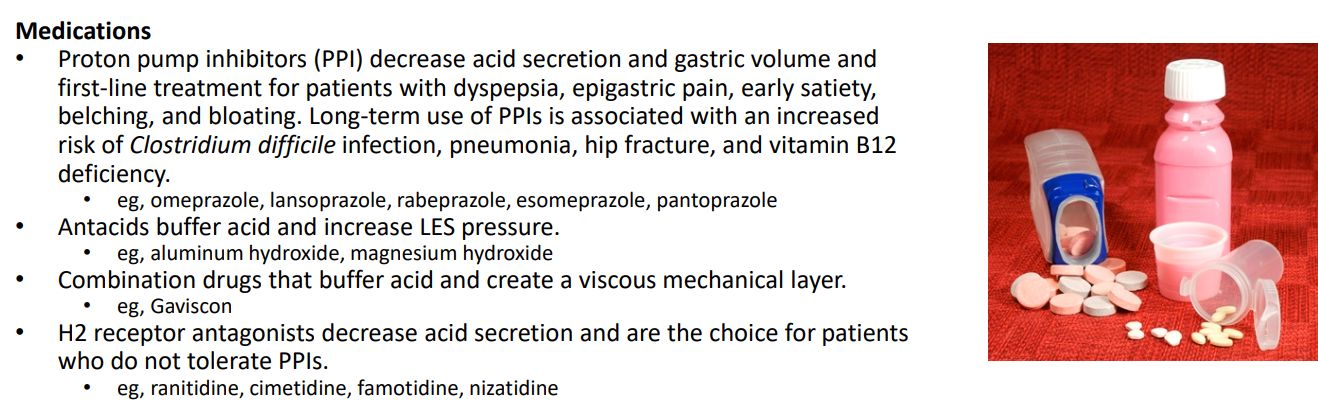 Medications
• Proton pump inhibitors (PPI) decrease acid secretion and gastric volume and
first-line treatment for patients with dyspepsia, epigastric pain, early satiety,
belching, and bloating. Long-term use of PPIs is associated with an increased
risk of Clostridium difficile infection, pneumonia, hip fracture, and vitamin B12
deficiency.
• eg, omeprazole, lansoprazole, rabeprazole, esomeprazole, pantoprazole
• Antacids buffer acid and increase LES pressure.
• eg, aluminum hydroxide, magnesium hydroxide
• Combination drugs that buffer acid and create a viscous mechanical layer.
• eg, Gaviscon
• H2 receptor antagonists decrease acid secretion and are the choice for patients
who do not tolerate PPIs.
• eg, ranitidine, cimetidine, famotidine, nizatidine